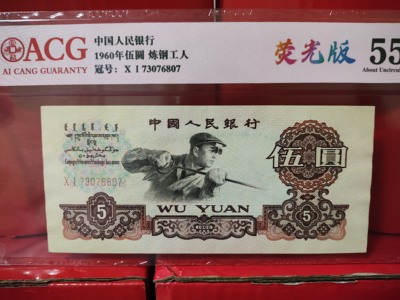 ACG
AI CANG GUARANTY
中国人民银行
1960年伍圆 炼钢工人
冠号：X I 73076807
荧光版
55
About Uncircul
中國人民銀行
X I 73076807
伍圓
5
WU YUAN
5